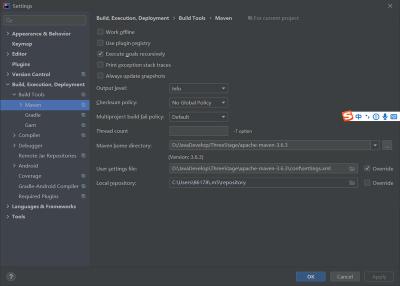 Settings
Build, Execution, Deployment › Build Tools › Maven
For current project
Appearance & Behavior
Keymap
Editor
Plugins
Version Control
Build, Execution, Deployment
Build Tools
Maven
Gradle
Gant
Compiler
Debugger
Remote Jar Repositories
Android
Coverage
Gradle-Android Compiler
Required Plugins
Languages & Frameworks
Tools
Work offline
Use plugin registry
Execute goals recursively
Print exception stack traces
Always update snapshots
Output level: Info
Checksum policy: No Global Policy
Multiproject build fail policy: Default
Thread count -T option
Maven home directory: D:/JavaDevelop/ThreeStage/apache-maven-3.6.3
(Version: 3.6.3)
User settings file: D:\JavaDevelop\ThreeStage\apache-maven-3.6.3\conf\settings.xml Override
Local repository: C:\Users\86178\.m2\repository Override
中
OK Cancel Apply